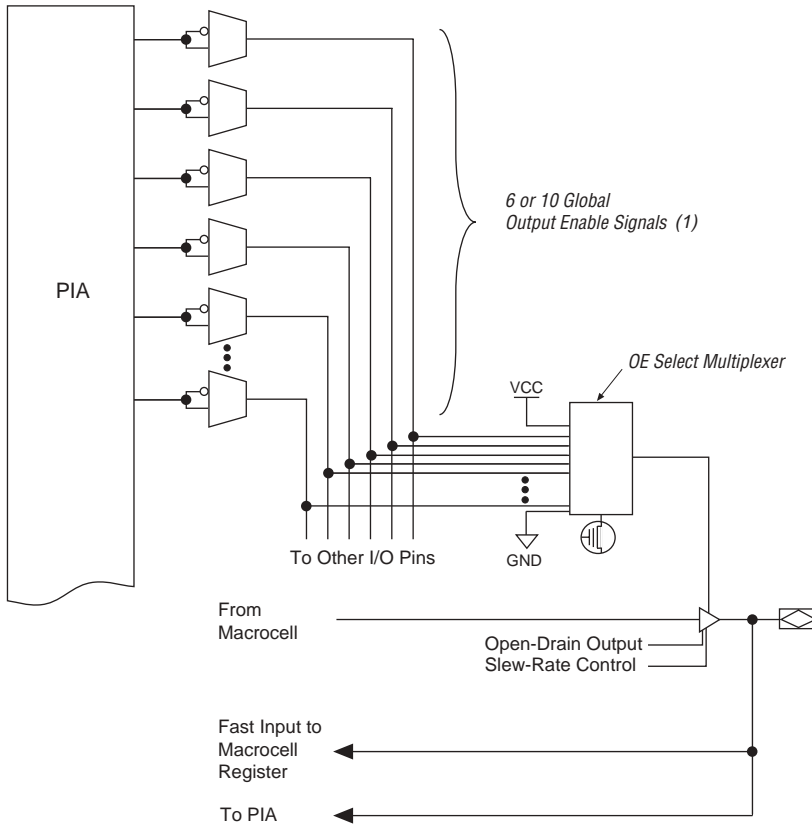 PIA
6 or 10 Global
Output Enable Signals (1)
OE Select Multiplexer
VCC
GND
To Other I/O Pins
From
Macrocell
Open-Drain Output
Slew-Rate Control
Fast Input to
Macrocell
Register
To PIA